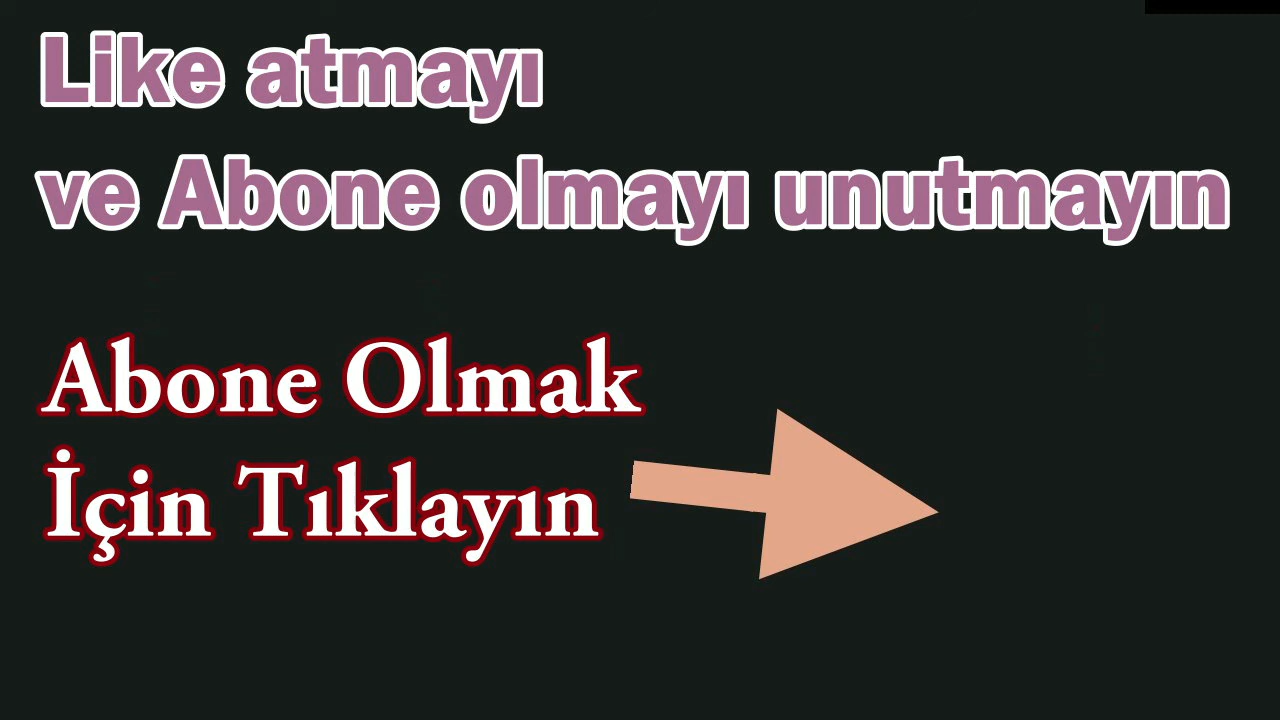 Like atmayı
ve Abone olmayı unutmayın
Abone Olmak
İçin Tıklayın